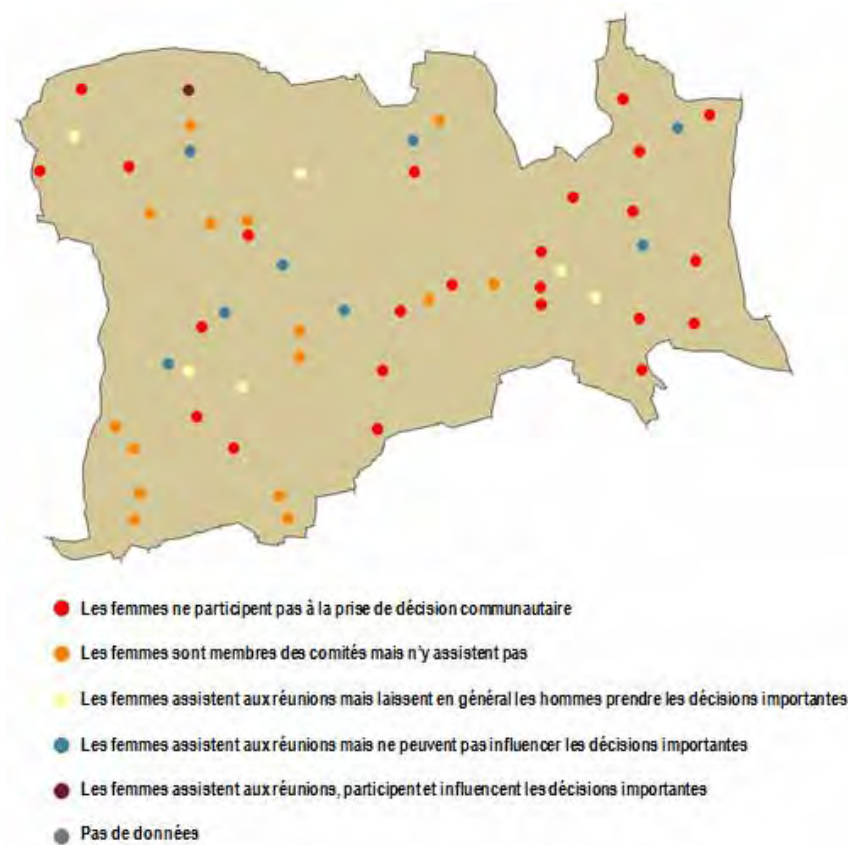 Les femmes ne participent pas à la prise de décision communautaire
Les femmes sont membres des comités mais n'y assistent pas
Les femmes assistent aux réunions mais laissent en général les hommes prendre les décisions importantes
Les femmes assistent aux réunions mais ne peuvent pas influencer les décisions importantes
Les femmes assistent aux réunions, participent et influencent les décisions importantes
Pas de données